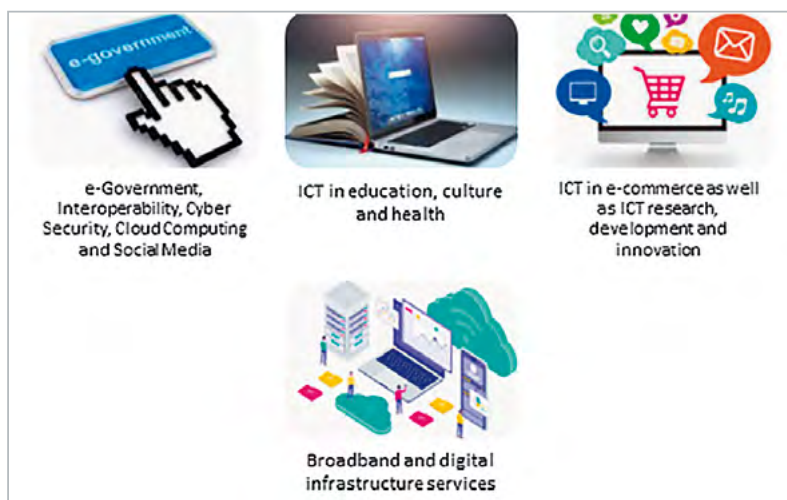 e-government
e-Government,
Interoperability, Cyber
Security, Cloud Computing
and Social Media
ICT in education, culture
and health
ICT in e-commerce as well
as ICT research,
development and
innovation
Broadband and digital
infrastructure services